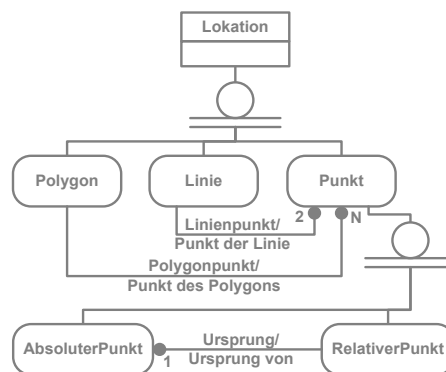 Lokation
Polygon
Linie
Punkt
Linienpunkt/
2
N
Punkt der Linie
Polygonpunkt/
Punkt des Polygons
AbsoluterPunkt
1
Ursprung/
Ursprung von
RelativerPunkt